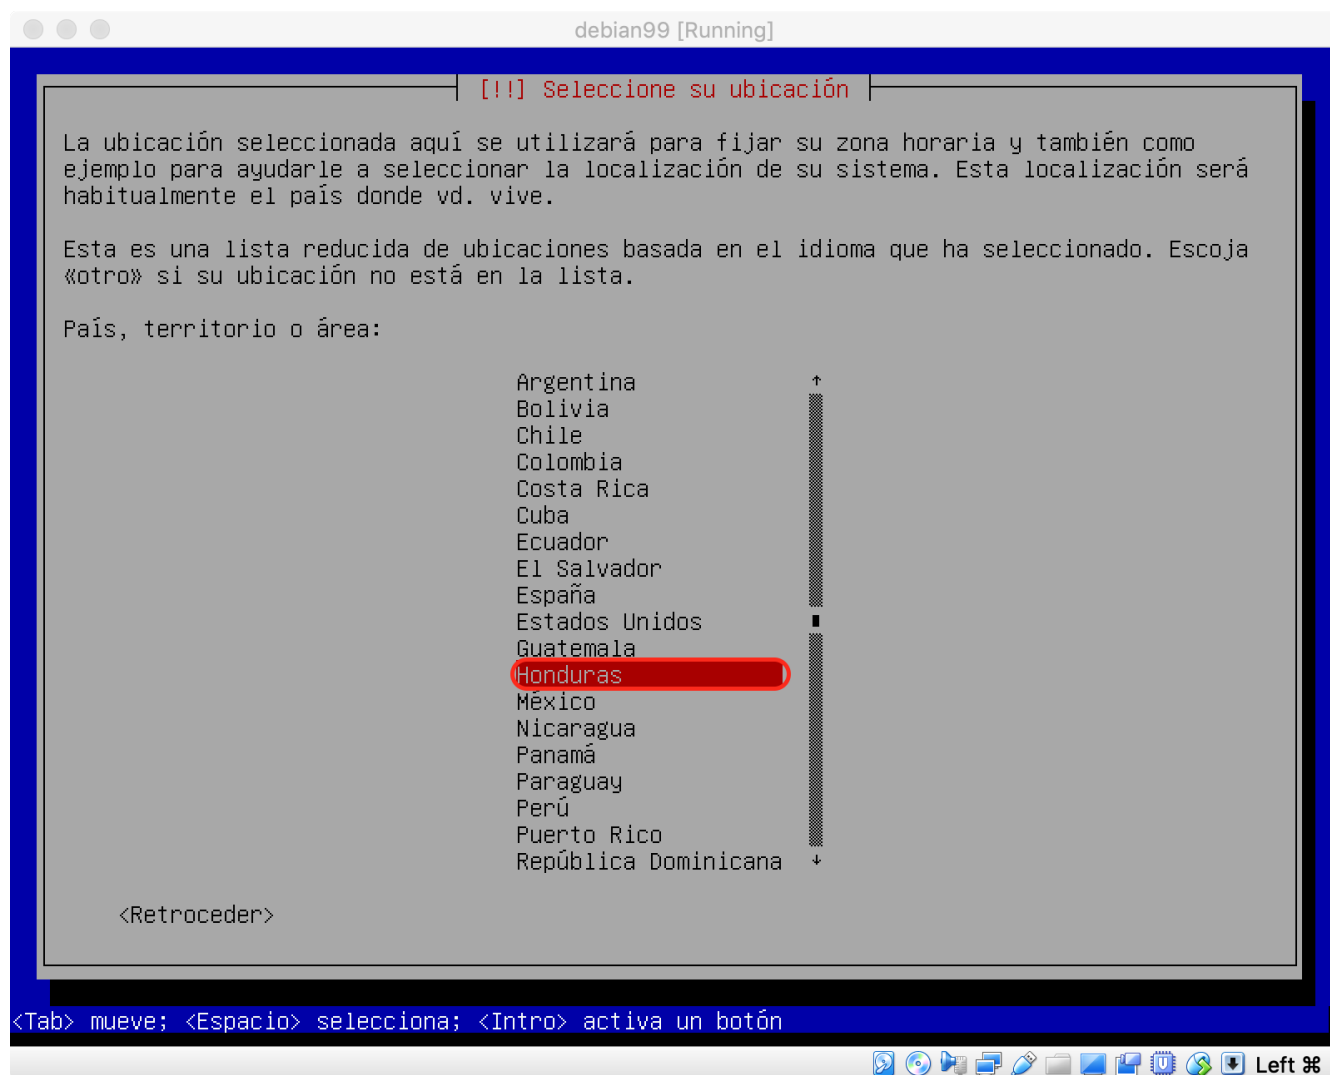 debian99 [Running]
[!!] Seleccione su ubicación
La ubicación seleccionada aquí se utilizará para fijar su zona horaria y también como
ejemplo para ayudarle a seleccionar la localización de su sistema. Esta localización será
habitualmente el país donde vd. vive.
Esta es una lista reducida de ubicaciones basada en el idioma que ha seleccionado. Escoja
«otro» si su ubicación no está en la lista.
País, territorio o área:
Argentina
Bolivia
Chile
Colombia
Costa Rica
Cuba
Ecuador
El Salvador
España
Estados Unidos
Guatemala
Honduras
México
Nicaragua
Panamá
Paraguay
Perú
Puerto Rico
República Dominicana
<Retroceder>
<Tab> mueve; <Espacio> selecciona; <Intro> activa un botón
Left ⌘